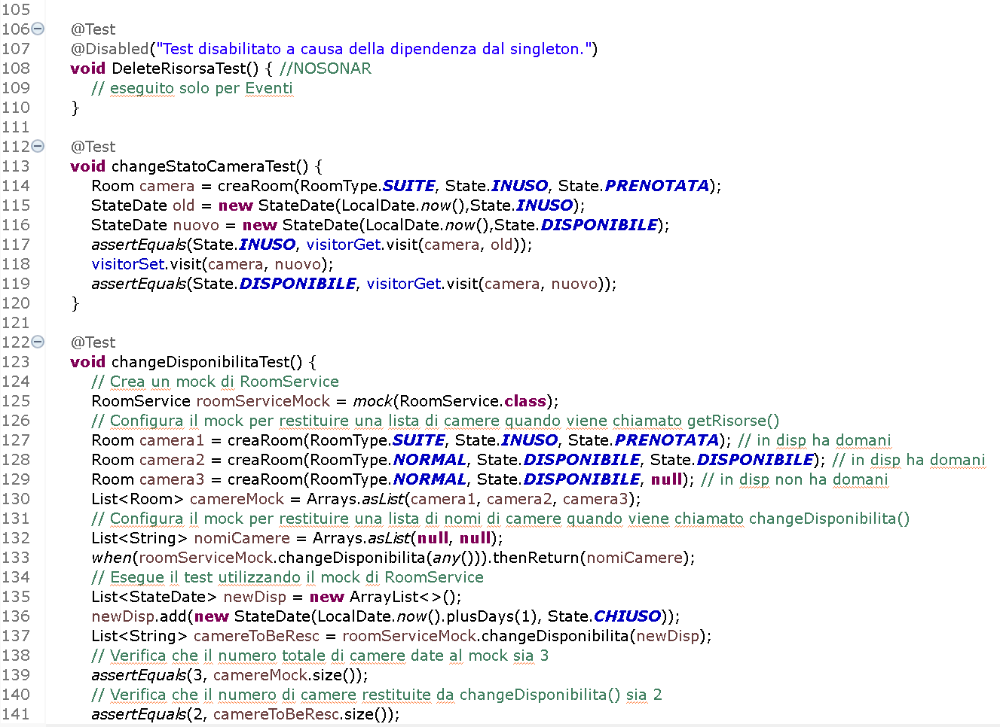 105
106 @Test
107 @Disabled("Test disabilitato a causa della dipendenza dal singleton.")
108 void DeleteRisorsaTest() { //NOSONAR
109 // eseguito solo per Eventi
110 }
111
112 @Test
113 void changeStatoCameraTest() {
114 Room camera = creaRoom(RoomType.SUITE, State.INUSO, State.PRENOTATA);
115 StateDate old = new StateDate(LocalDate.now(),State.INUSO);
116 StateDate nuovo = new StateDate(LocalDate.now(),State.DISPONIBILE);
117 assertEquals(State.INUSO, visitorGet.visit(camera, old));
118 visitorSet.visit(camera, nuovo);
119 assertEquals(State.DISPONIBILE, visitorGet.visit(camera, nuovo));
120 }
121
122 @Test
123 void changeDisponibilitaTest() {
124 // Crea un mock di RoomService
125 RoomService roomServiceMock = mock(RoomService.class);
126 // Configura il mock per restituire una lista di camere quando viene chiamato getRisorse()
127 Room camera1 = creaRoom(RoomType.SUITE, State.INUSO, State.PRENOTATA); // in disp ha domani
128 Room camera2 = creaRoom(RoomType.NORMAL, State.DISPONIBILE, State.DISPONIBILE); // in disp ha domani
129 Room camera3 = creaRoom(RoomType.NORMAL, State.DISPONIBILE, null); // in disp non ha domani
130 List<Room> camereMock = Arrays.asList(camera1, camera2, camera3);
131 // Configura il mock per restituire una lista di nomi di camere quando viene chiamato changeDisponibilita()
132 List<String> nomiCamere = Arrays.asList(null, null);
133 when(roomServiceMock.changeDisponibilita(any())).thenReturn(nomiCamere);
134 // Esegue il test utilizzando il mock di RoomService
135 List<StateDate> newDisp = new ArrayList<>();
136 newDisp.add(new StateDate(LocalDate.now().plusDays(1), State.CHIUSO));
137 List<String> camereToBeResc = roomServiceMock.changeDisponibilita(newDisp);
138 // Verifica che il numero totale di camere date al mock sia 3
139 assertEquals(3, camereMock.size());
140 // Verifica che il numero di camere restituite da changeDisponibilita() sia 2
141 assertEquals(2, camereToBeResc.size());